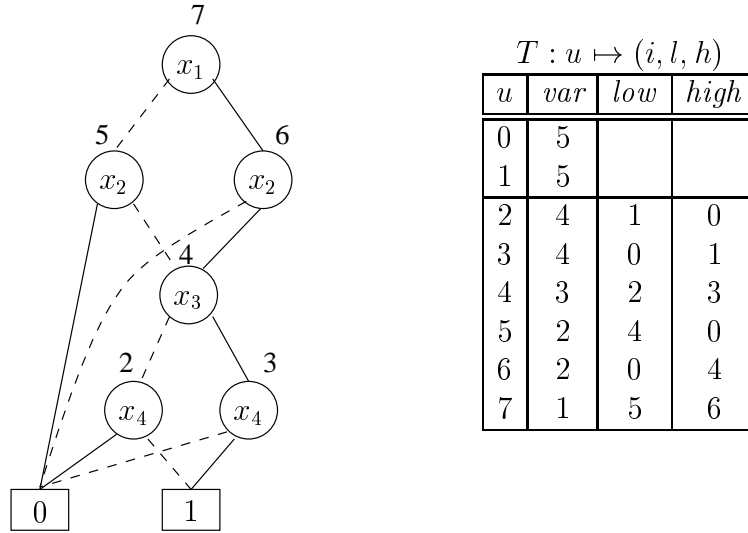 7
x1
5
6
x2
x2
4
x3
2
3
x4
x4
0
1
T : u ↦ (i, l, h)
u var low high
0 5
1 5
2 4 1 0
3 4 0 1
4 3 2 3
5 2 4 0
6 2 0 4
7 1 5 6